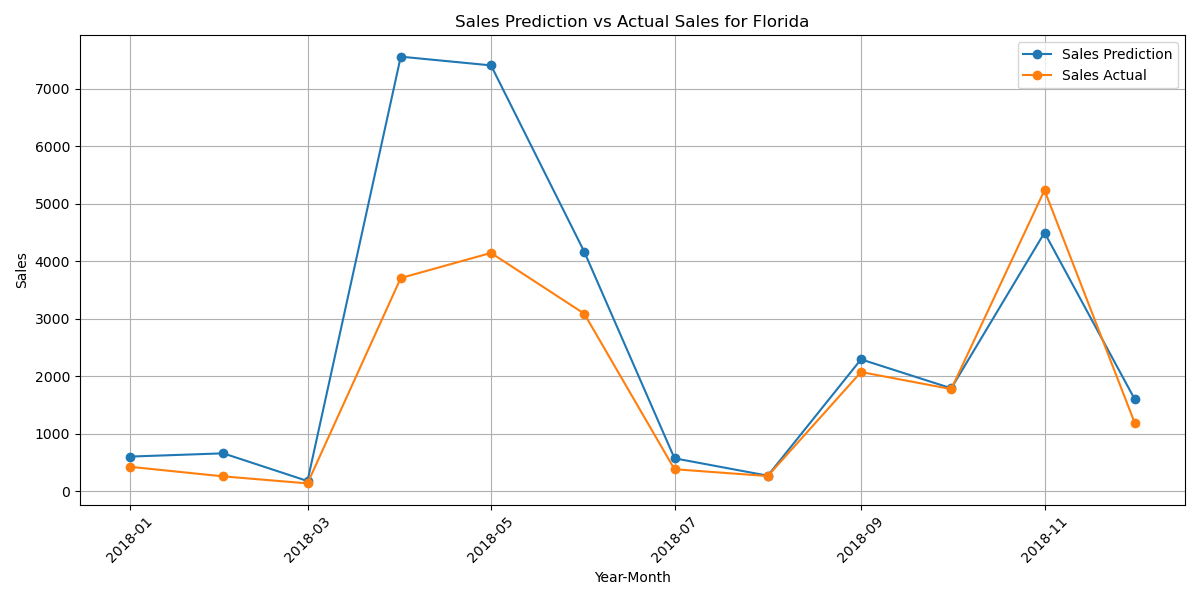 Sales Prediction vs Actual Sales for Florida
Sales Prediction
Sales Actual
Sales
7000
6000
5000
4000
3000
2000
1000
0
2018-01
2018-03
2018-05
2018-07
2018-09
2018-11
Year-Month